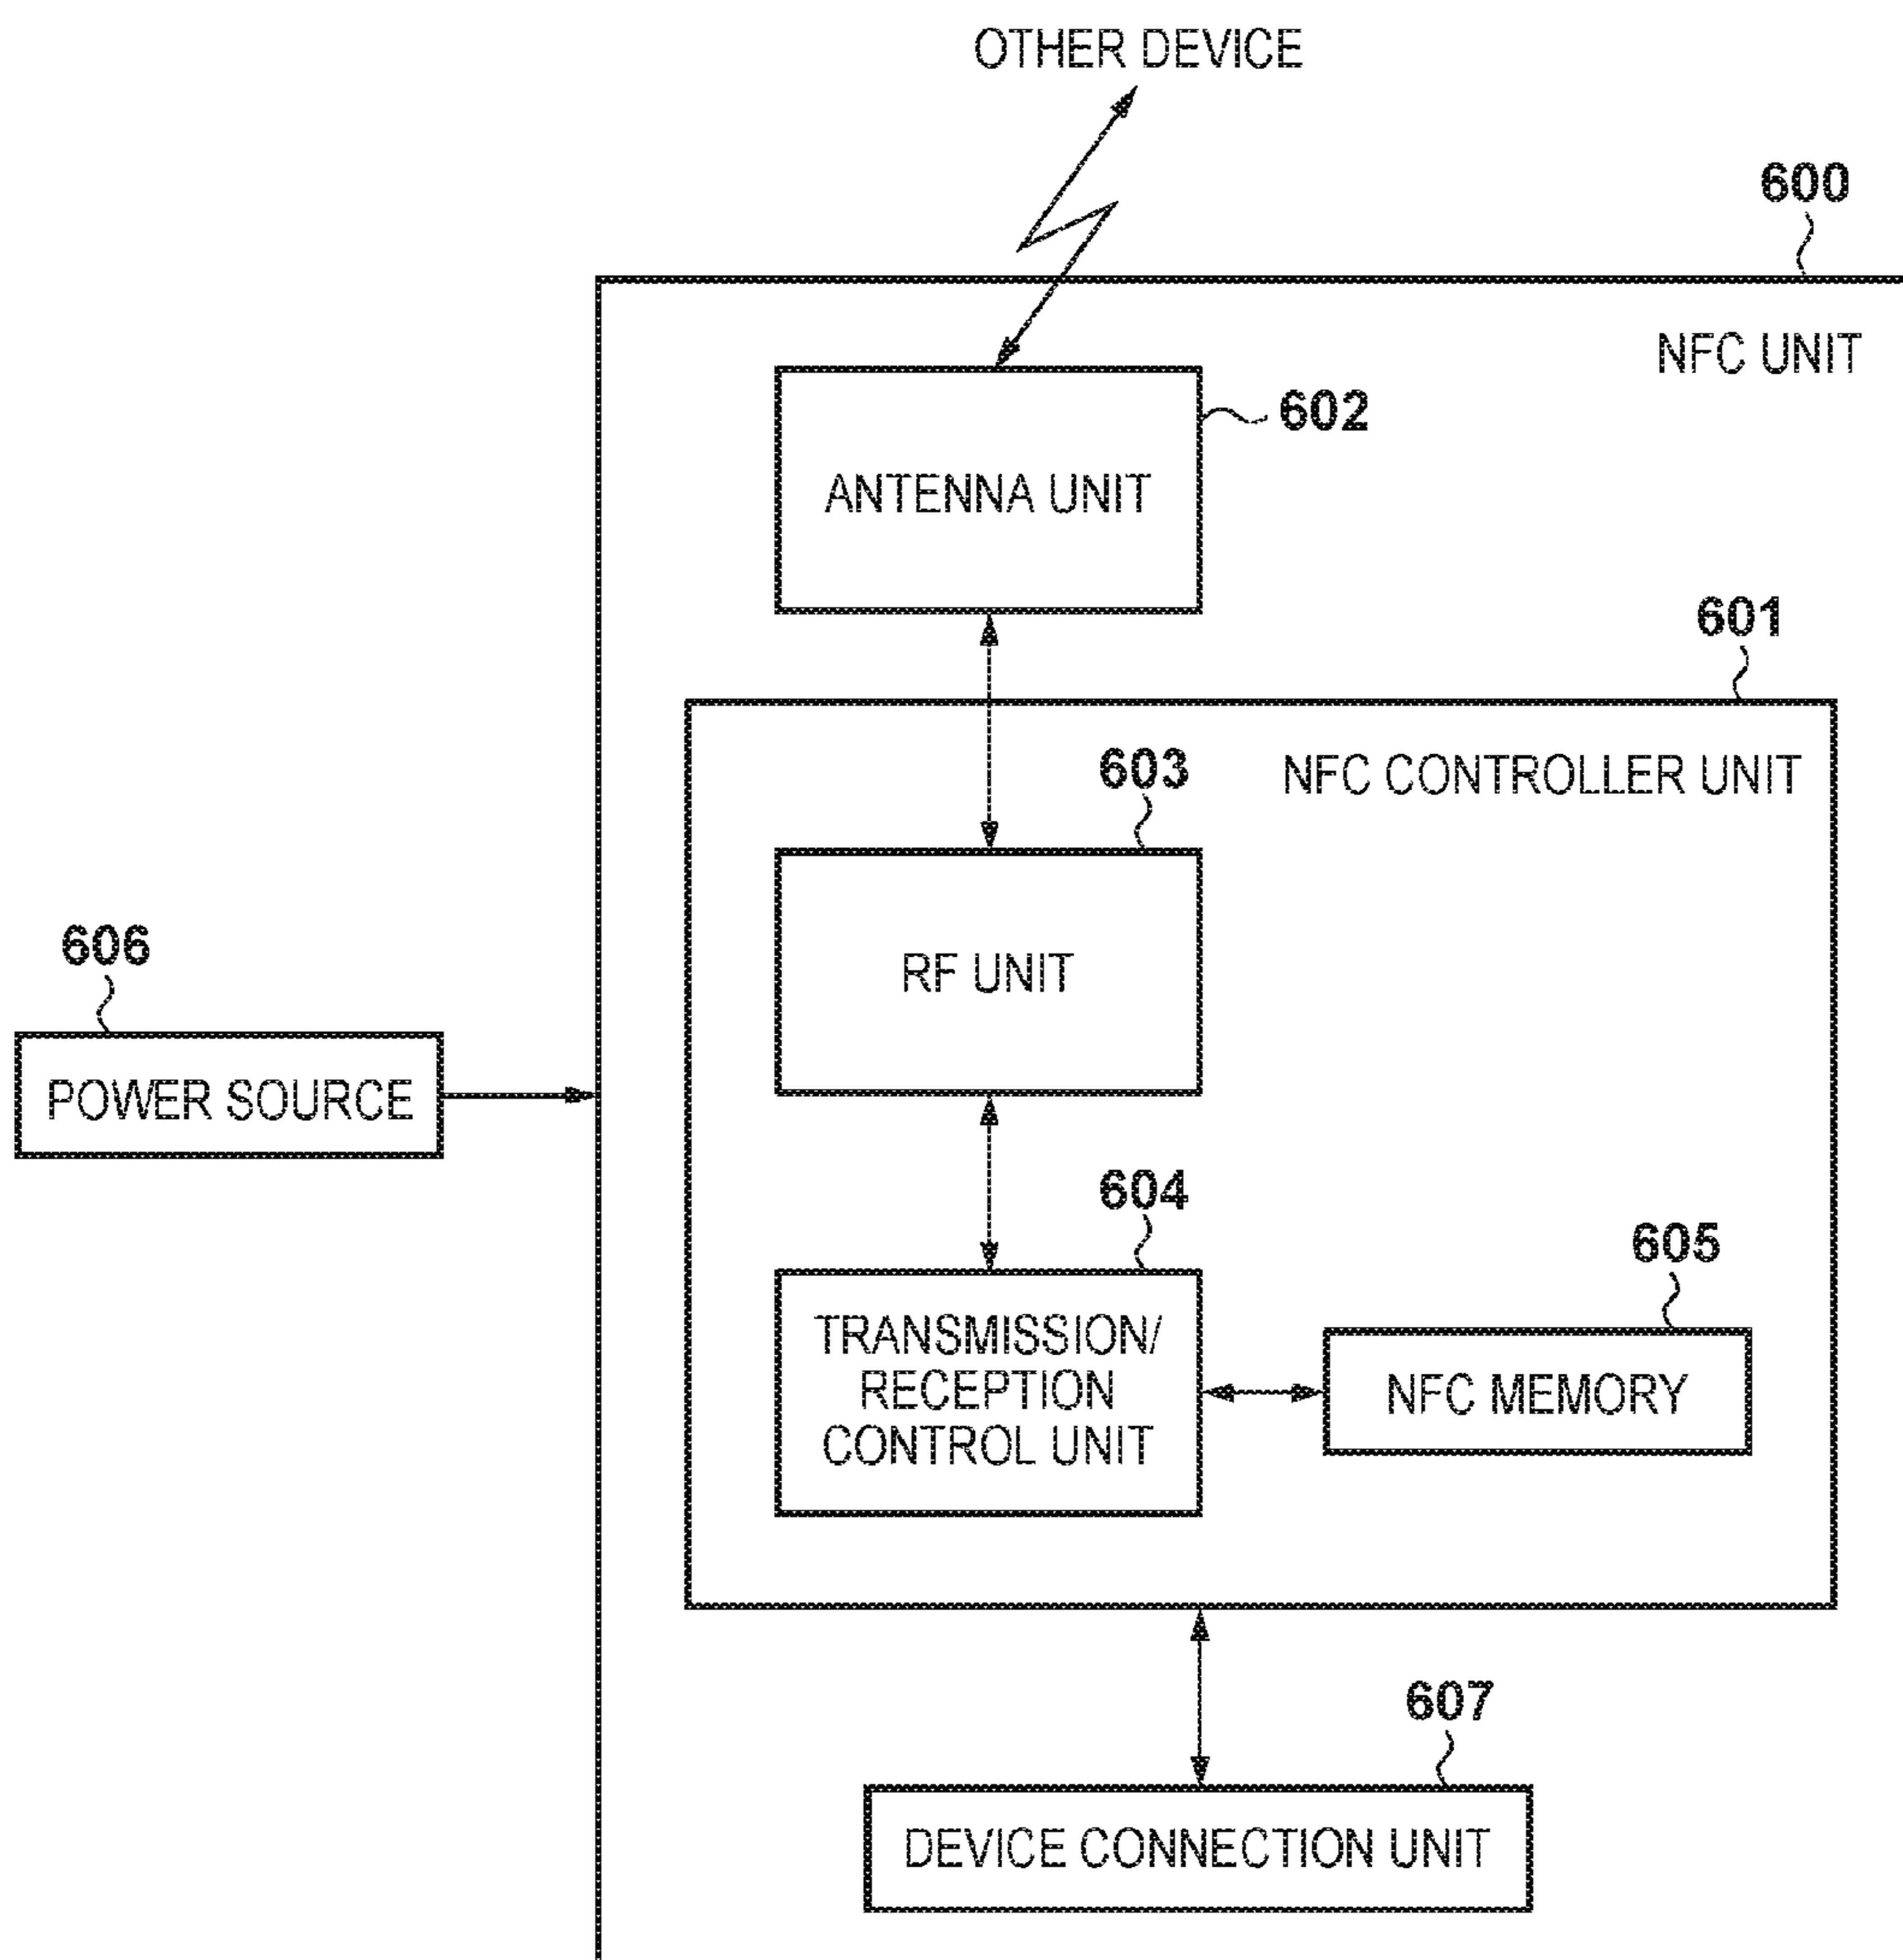 OTHER DEVICE
600
NFC UNIT
602
ANTENNA UNIT
601
NFC CONTROLLER UNIT
603
RF UNIT
606
POWER SOURCE
604
TRANSMISSION/
RECEPTION
CONTROL UNIT
605
NFC MEMORY
607
DEVICE CONNECTION UNIT